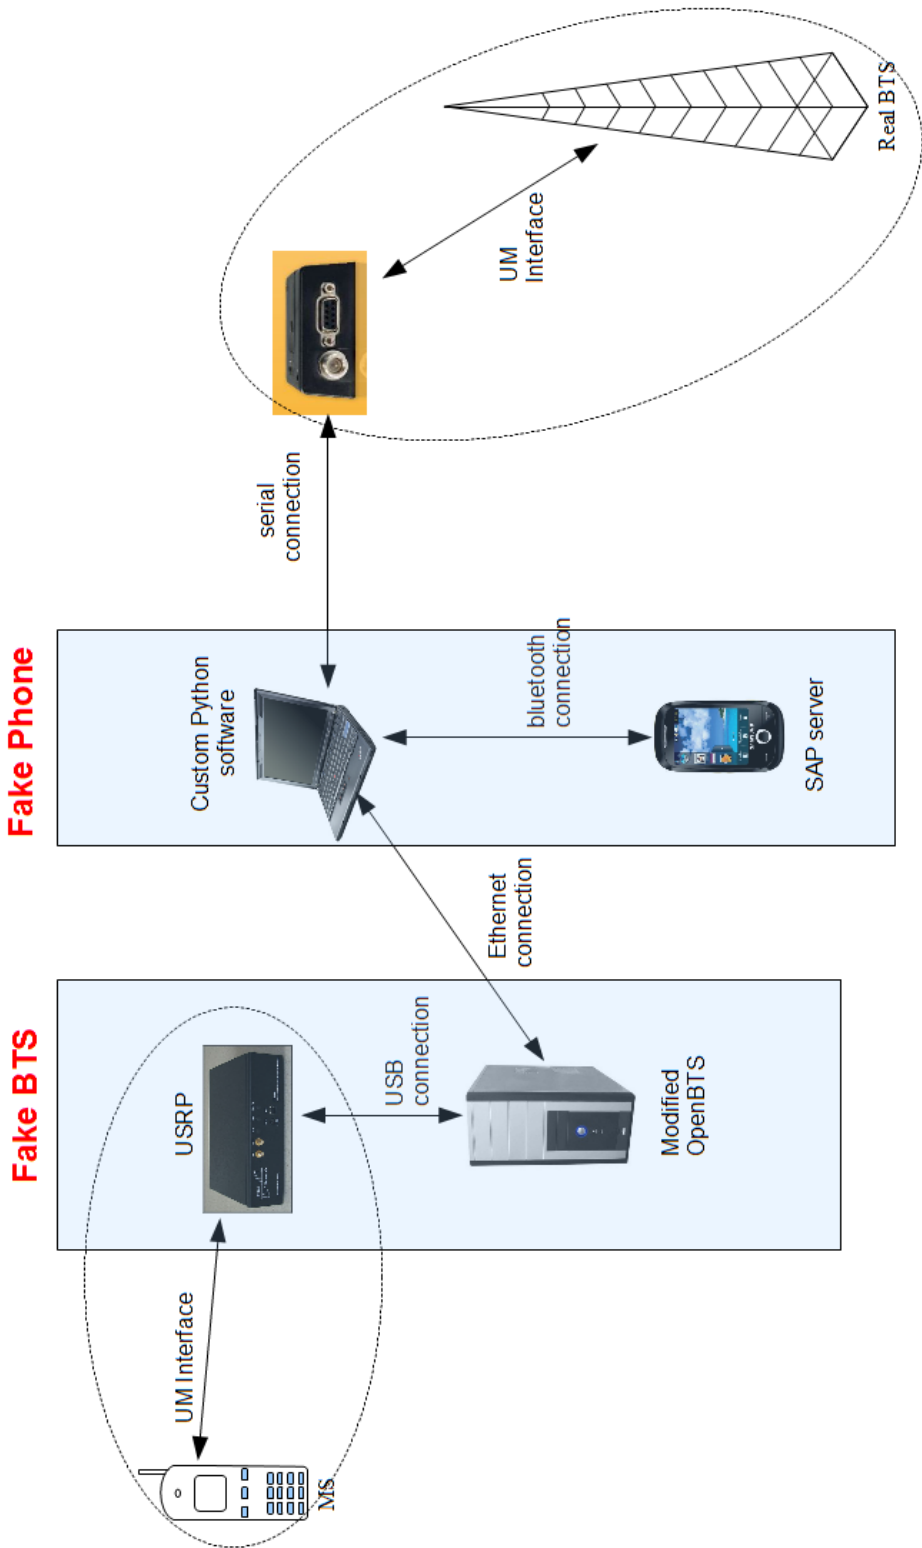 Fake BTS
Fake Phone
UM Interface
MS
USRP
USB
connection
Modified
OpenBTS
Ethernet
connection
Custom Python
software
bluetooth
connection
SAP server
serial
connection
UM
Interface
Real BTS